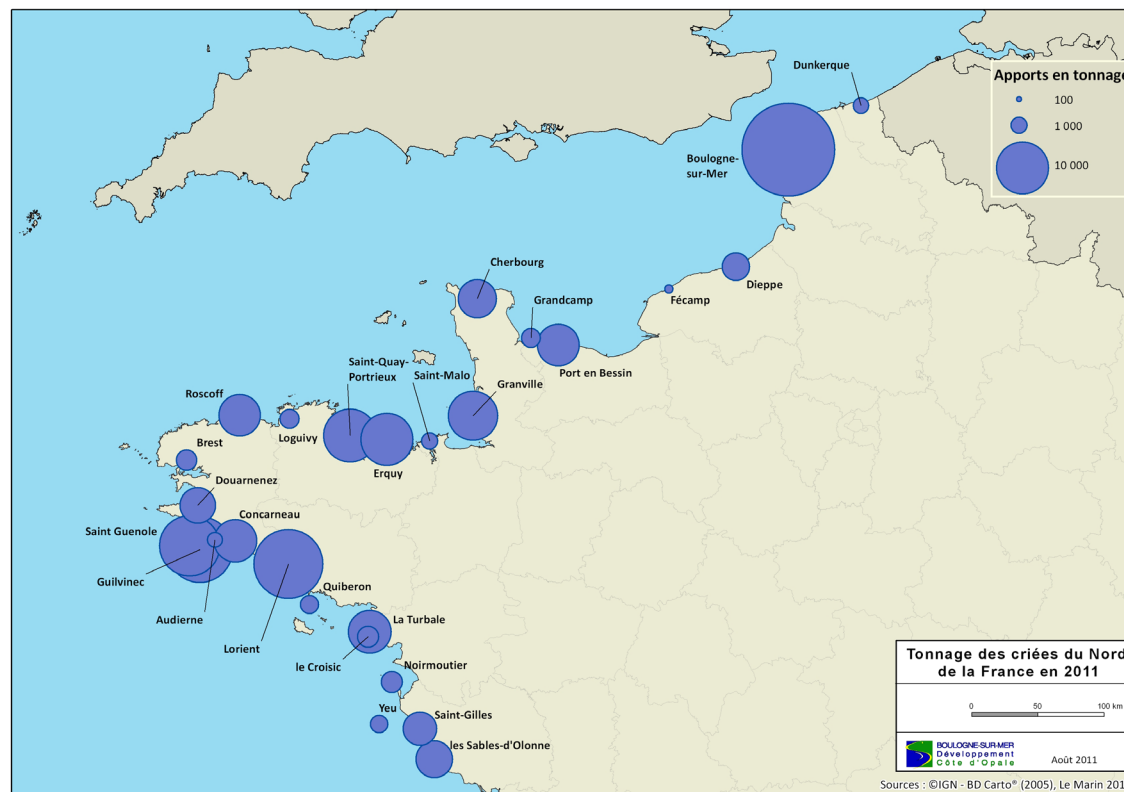 Dunkerque
Apports en tonnage
100
1 000
10 000
Boulogne-
sur-Mer
Cherbourg
Dieppe
Fécamp
Grandcamp
Port en Bessin
Saint-Quay-
Portrieux
Saint-Malo
Granville
Roscoff
Loguivy
Erquy
Brest
Douarnenez
Concarneau
Saint Guenole
Guilvinec
Audierne
Lorient
Quiberon
La Turbale
le Croisic
Noirmoutier
Yeu
Saint-Gilles
les Sables-d'Olonne
Tonnage des criées du Nord
de la France en 2011
0 50 100 km
BOULOGNE-SUR-MER
Développement
Côte d'Opale
Août 2011
Sources : ©IGN - BD Carto® (2005), Le Marin 201